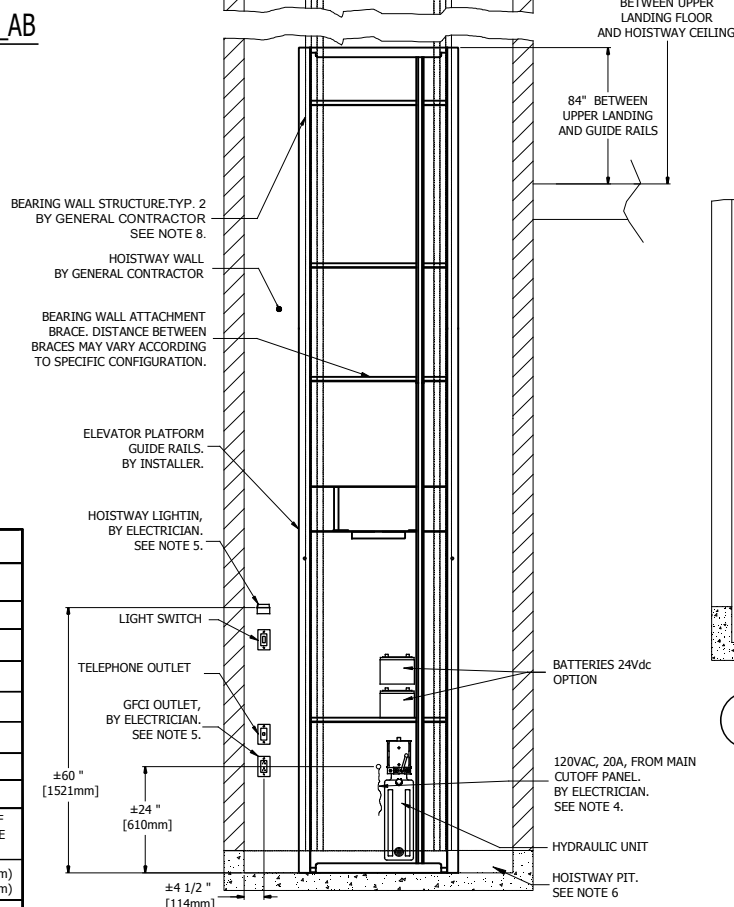 _AB
BETWEEN UPPER
LANDING FLOOR
AND HOISTWAY CEILING
84" BETWEEN
UPPER LANDING
AND GUIDE RAILS
BEARING WALL STRUCTURE.TYP. 2
BY GENERAL CONTRACTOR
SEE NOTE 8.
HOISTWAY WALL
BY GENERAL CONTRACTOR
BEARING WALL ATTACHMENT
BRACE. DISTANCE BETWEEN
BRACES MAY VARY ACCORDING
TO SPECIFIC CONFIGURATION.
ELEVATOR PLATFORM
GUIDE RAILS.
BY INSTALLER.
HOISTWAY LIGHTIN,
BY ELECTRICIAN.
SEE NOTE 5.
LIGHT SWITCH
TELEPHONE OUTLET
GFCI OUTLET,
BY ELECTRICIAN.
SEE NOTE 5.
±60 "
[1521mm]
±24 "
[610mm]
±4 1/2 "
[114mm]
BATTERIES 24Vdc
OPTION
120VAC, 20A, FROM MAIN
CUTOFF PANEL.
BY ELECTRICIAN.
SEE NOTE 4.
HYDRAULIC UNIT
HOISTWAY PIT.
SEE NOTE 6